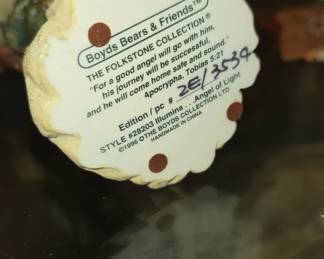 Boyds Bears & Friends™
THE FOLKSTONE COLLECTION®
"For a good angel will go with him,
his journey will be successful,
and he will come home safe and sound."
Apocrypha, Tobias 5:21
Edition / pc # 2E/3534
STYLE #28203 Illumina . . Angel of Light
©1996 ©THE BOYDS COLLECTION LTD
HANDMADE IN CHINA